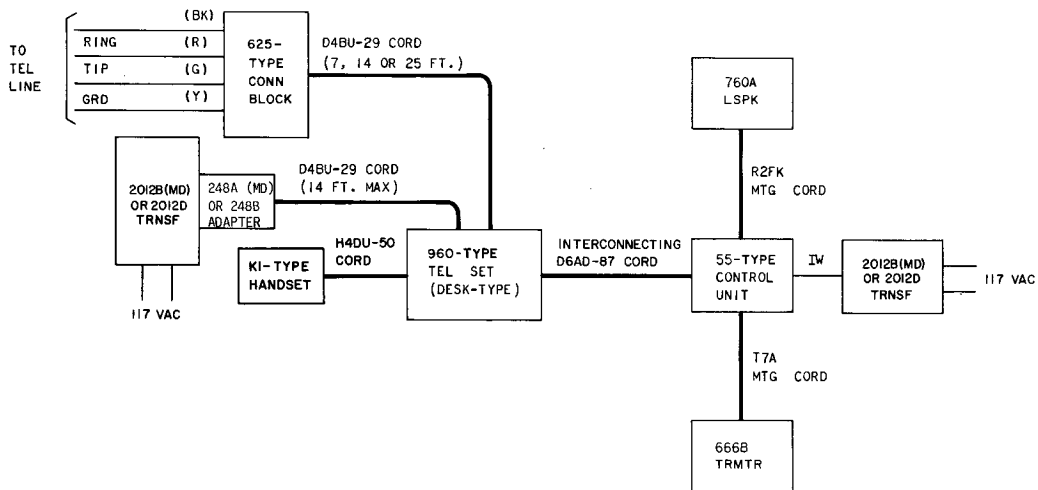 TO
TEL
LINE
(BK)
RING (R)
TIP (G)
GRD (Y)
625-
TYPE
CONN
BLOCK
D4BU-29 CORD
(7, 14 OR 25 FT.)
2012B(MD)
OR 2012D
TRNSF
248A (MD)
OR 248B
ADAPTER
D4BU-29 CORD
(14 FT. MAX)
117 VAC
K1-TYPE
HANDSET
H4DU-50
CORD
960-TYPE
TEL SET
(DESK-TYPE)
INTERCONNECTING
D6AD-87 CORD
760A
LSPK
R2FK
MTG CORD
55-TYPE
CONTROL
UNIT
IW
2012B(MD)
OR 2012D
TRNSF
117 VAC
T7A
MTG CORD
666B
TRMTR